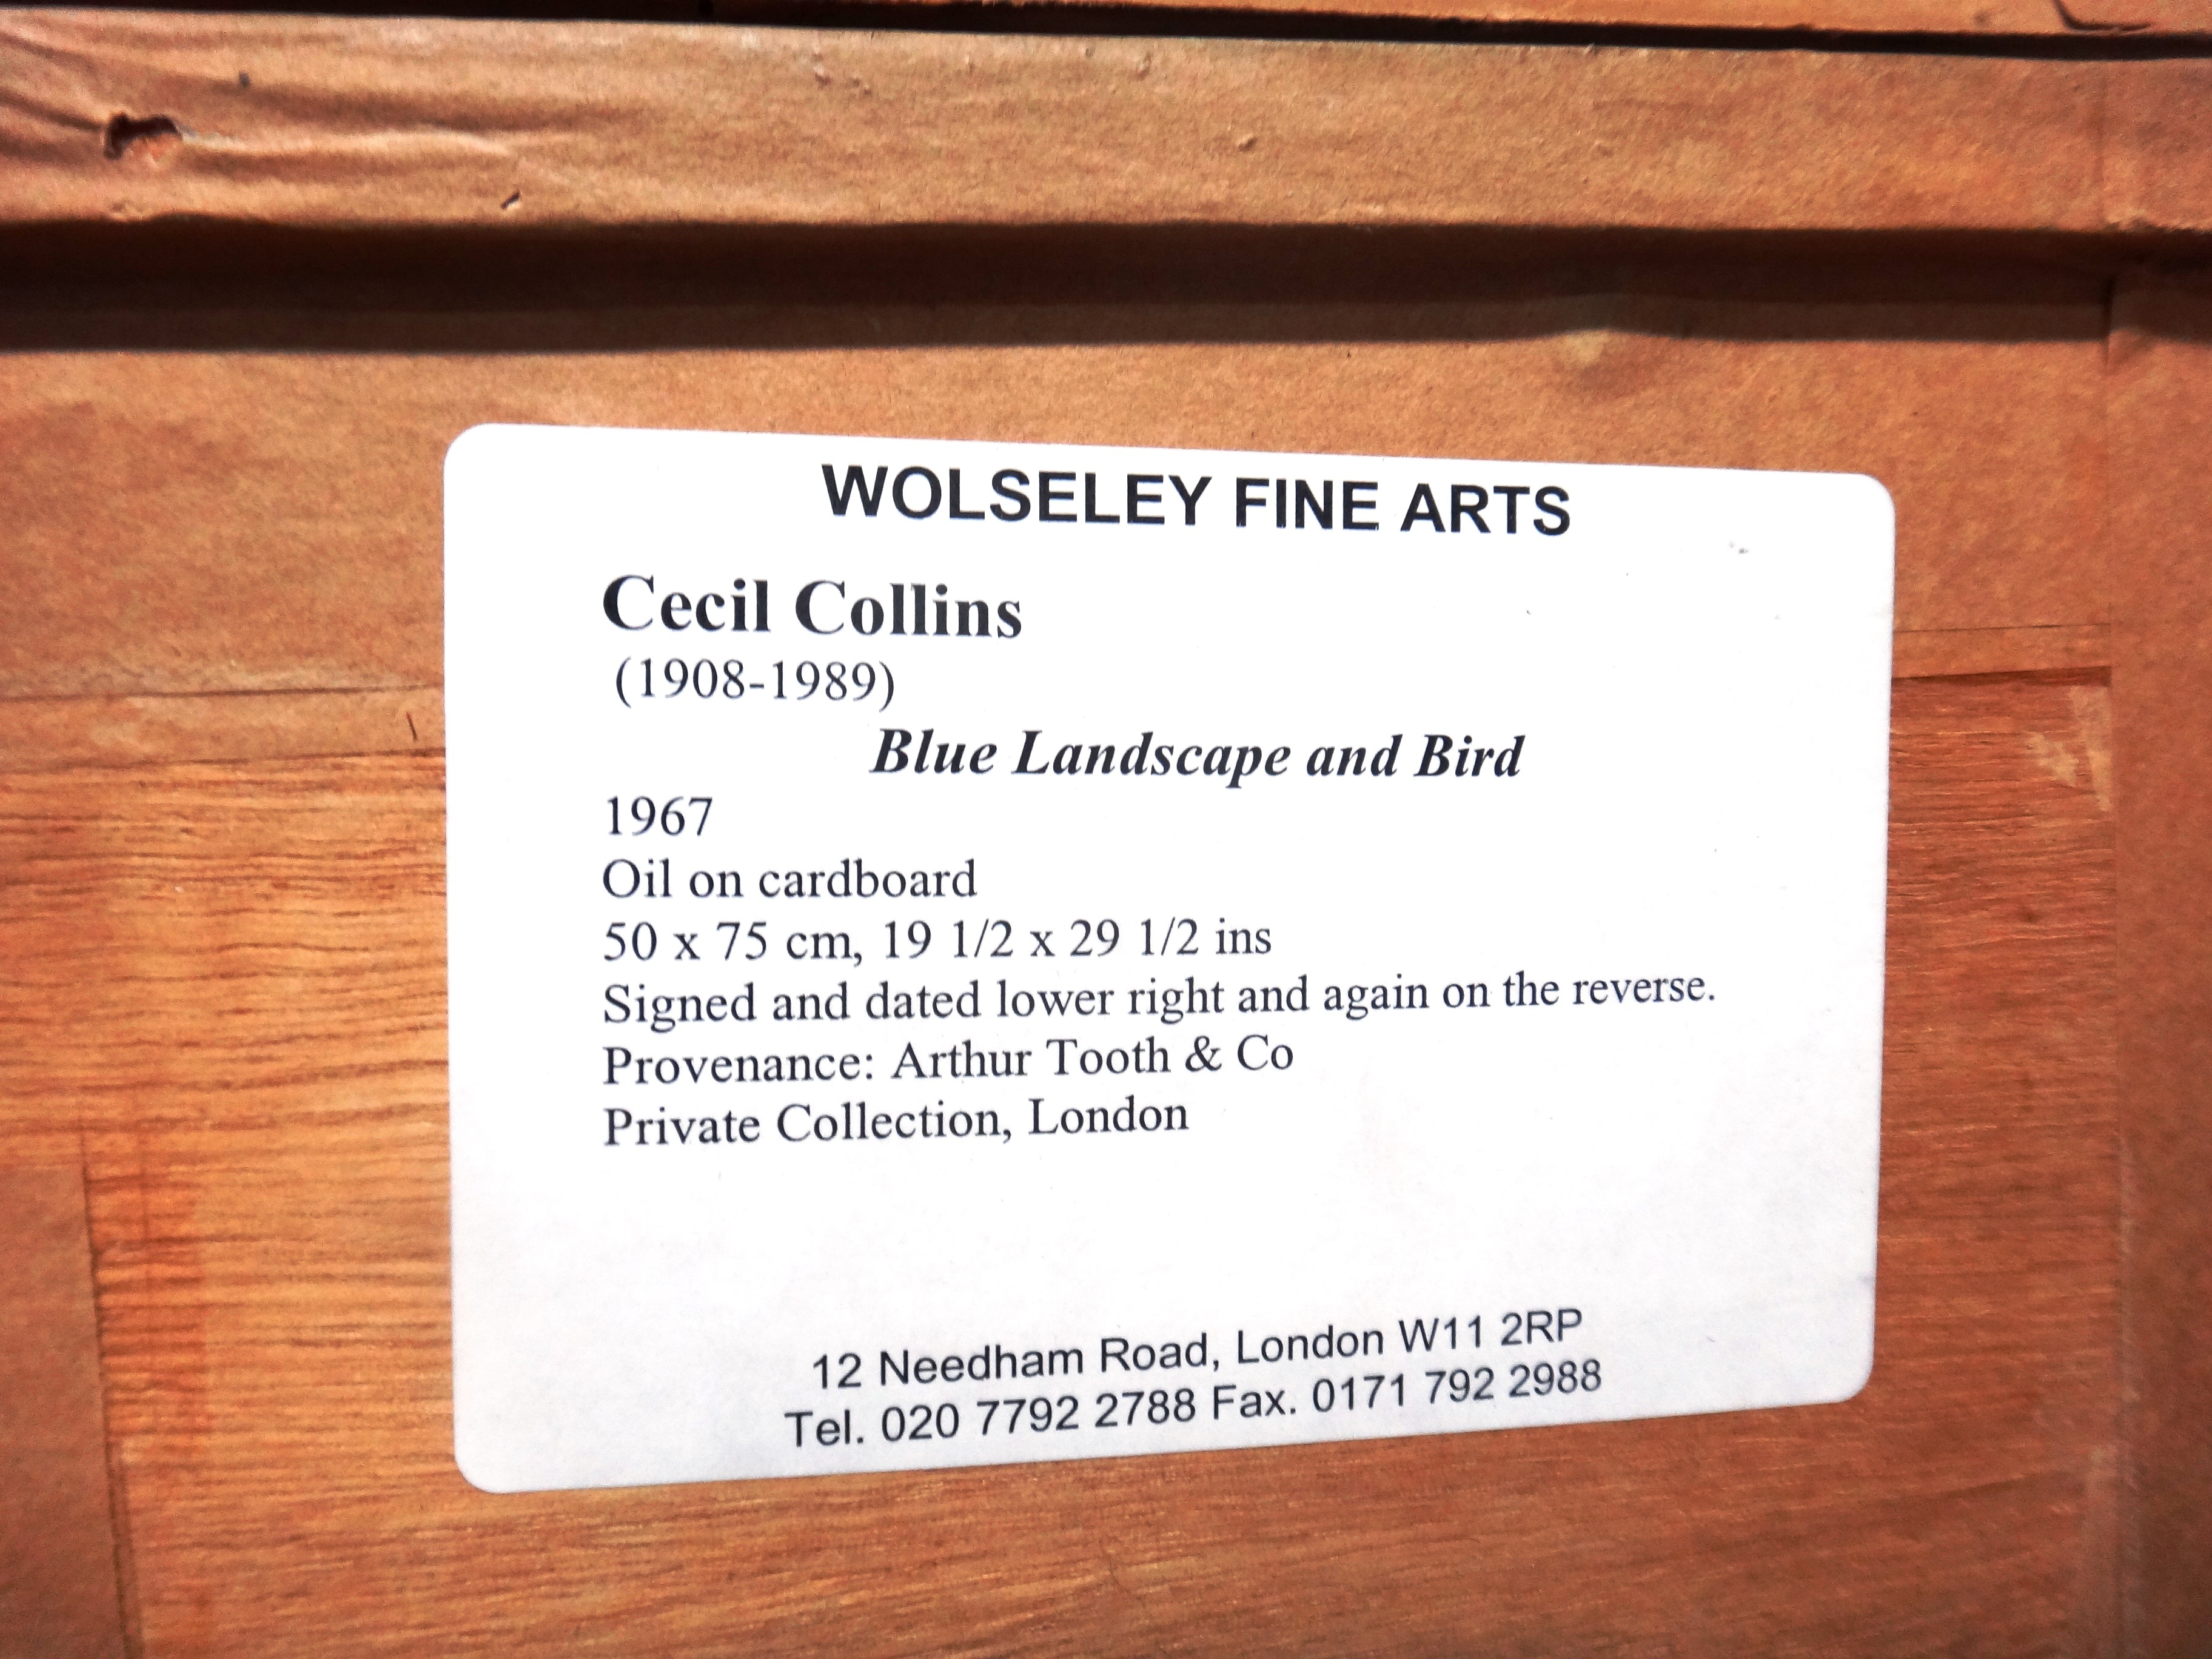 WOLSELEY FINE ARTS
Cecil Collins
(1908-1989)
Blue Landscape and Bird
1967
Oil on cardboard
50 x 75 cm, 19 1/2 x 29 1/2 ins
Signed and dated lower right and again on the reverse.
Provenance: Arthur Tooth & Co
Private Collection, London
12 Needham Road, London W11 2RP
Tel. 020 7792 2788 Fax. 0171 792 2988